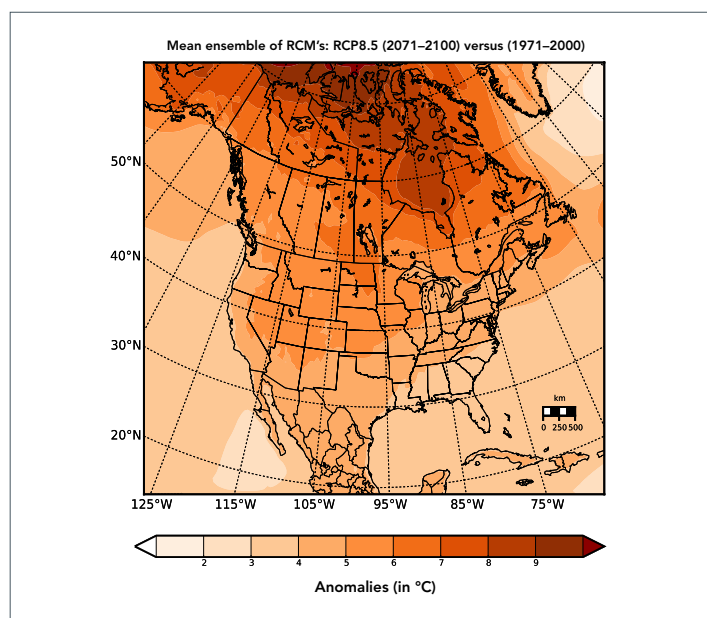 Mean ensemble of RCM's: RCP8.5 (2071–2100) versus (1971–2000)
50°N
40°N
30°N
20°N
km
0 250 500
125°W 115°W 105°W 95°W 85°W 75°W
2 3 4 5 6 7 8 9
Anomalies (in °C)